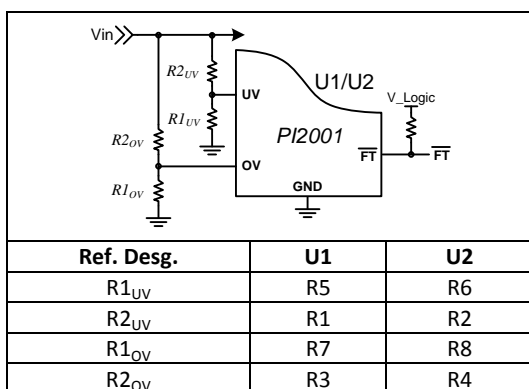 Vin
R2UV
U1/U2
UV
V_Logic
R1UV
R2OV
PI2001
FT
FT
OV
R1OV
GND
Ref. Desg. U1 U2
R1UV R5 R6
R2UV R1 R2
R1OV R7 R8
R2OV R3 R4